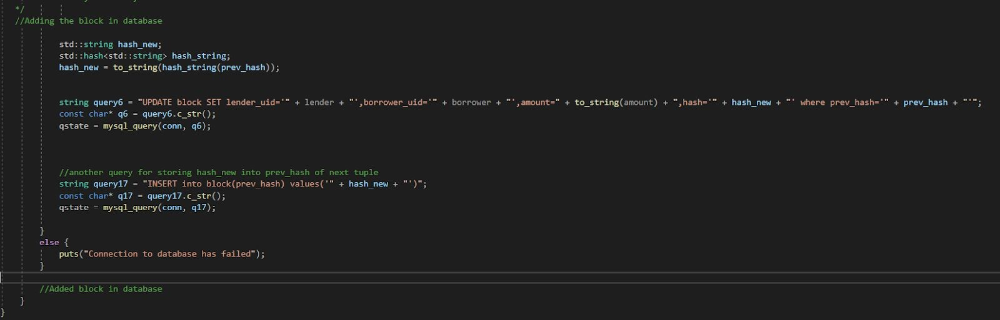 */
//Adding the block in database
std::string hash_new;
std::hash<std::string> hash_string;
hash_new = to_string(hash_string(prev_hash));
string query6 = "UPDATE block SET lender_uid='" + lender + "',borrower_uid='" + borrower + "',amount=" + to_string(amount) + ",hash='" + hash_new + "' where prev_hash='" + prev_hash + "'";
const char* q6 = query6.c_str();
qstate = mysql_query(conn, q6);
//another query for storing hash_new into prev_hash of next tuple
string query17 = "INSERT into block(prev_hash) values('" + hash_new + "')";
const char* q17 = query17.c_str();
qstate = mysql_query(conn, q17);
}
else {
puts("Connection to database has failed");
}
//Added block in database
}
}